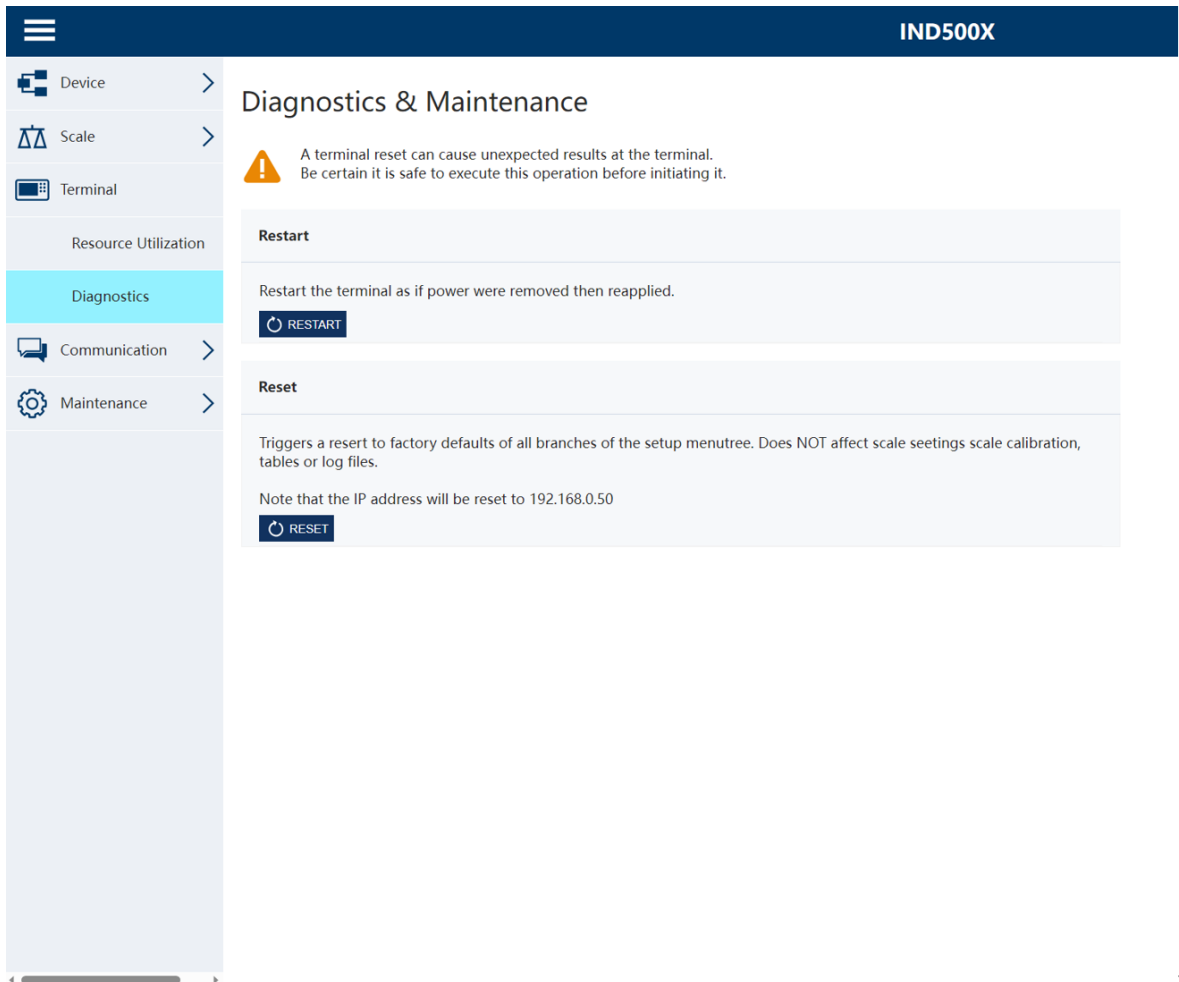 IND500X
Device
Scale
Terminal
Resource Utilization
Diagnostics
Communication
Maintenance
Diagnostics & Maintenance
A terminal reset can cause unexpected results at the terminal.
Be certain it is safe to execute this operation before initiating it.
Restart
Restart the terminal as if power were removed then reapplied.
RESTART
Reset
Triggers a resert to factory defaults of all branches of the setup menutree. Does NOT affect scale seetings scale calibration,
tables or log files.
Note that the IP address will be reset to 192.168.0.50
RESET